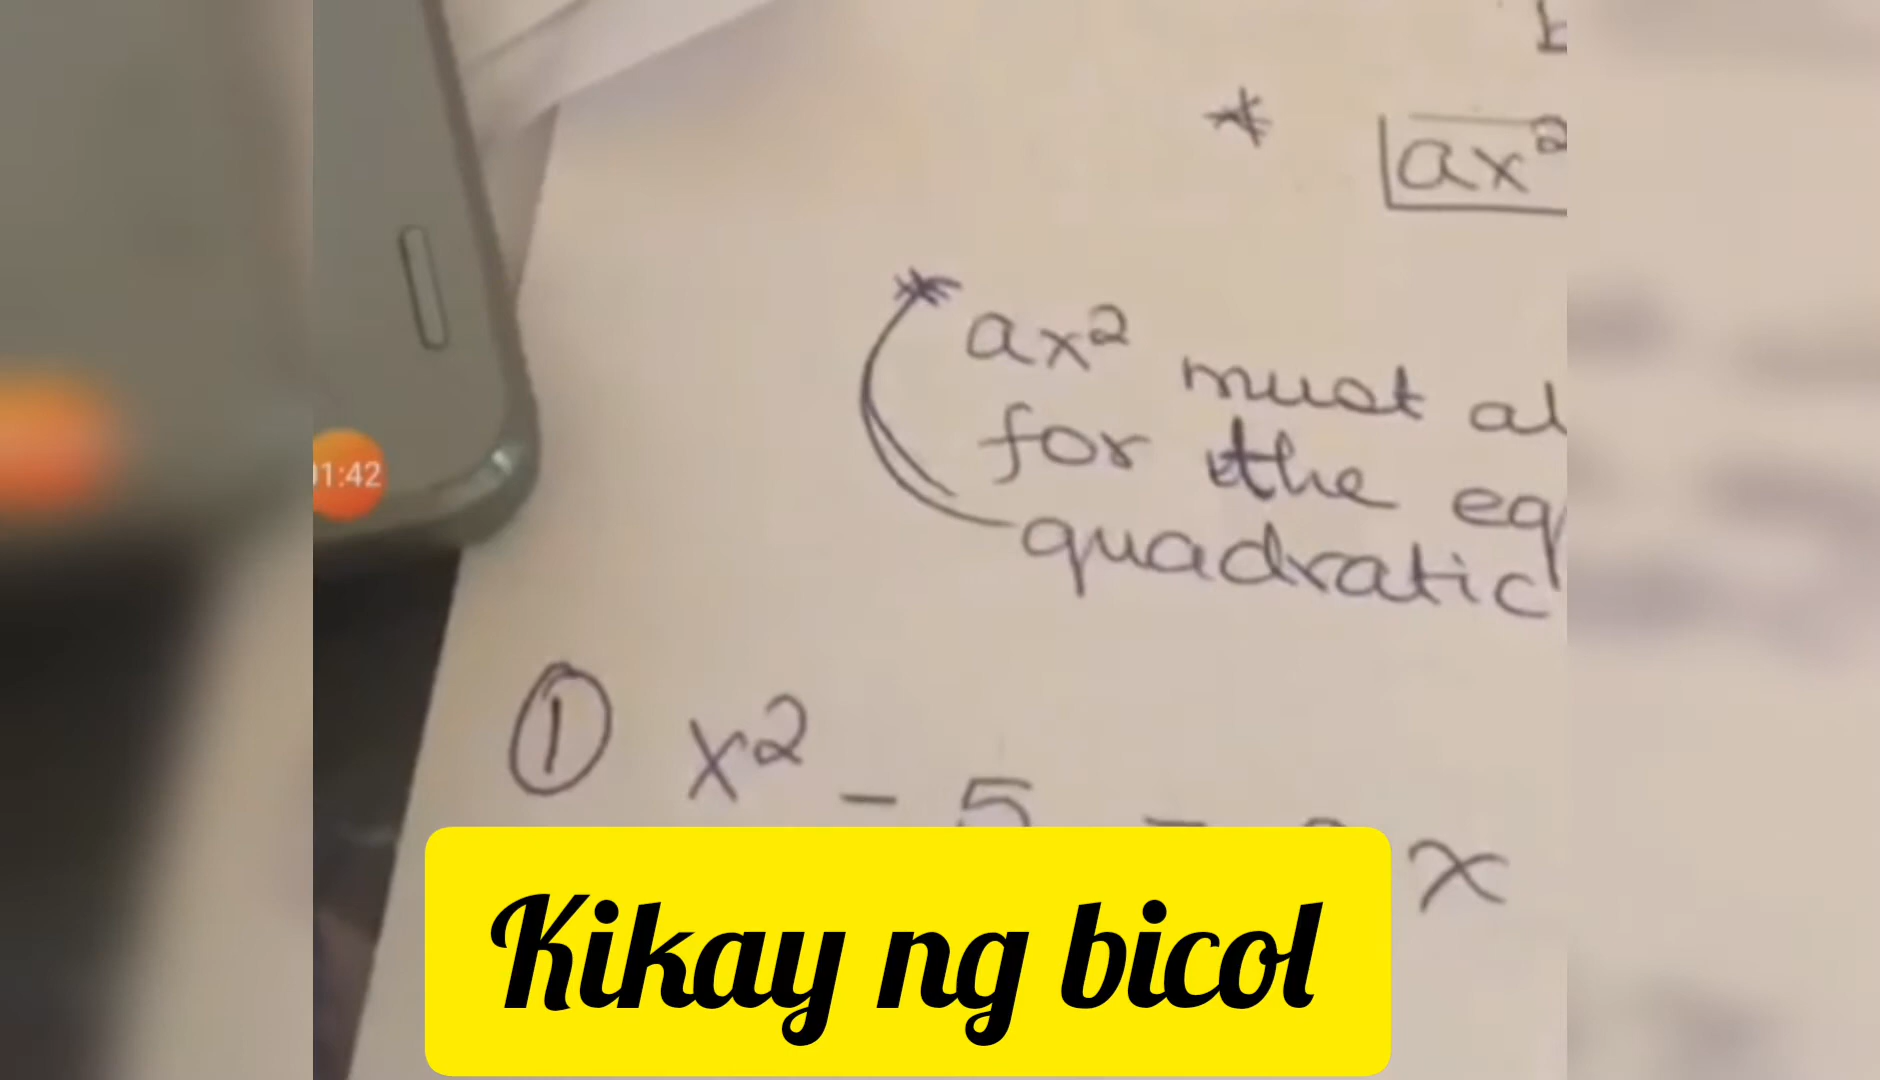 * ax²
* ax² must al
for the eq
quadratic
① x² - 5 x
01:42
Kikay ng bicol